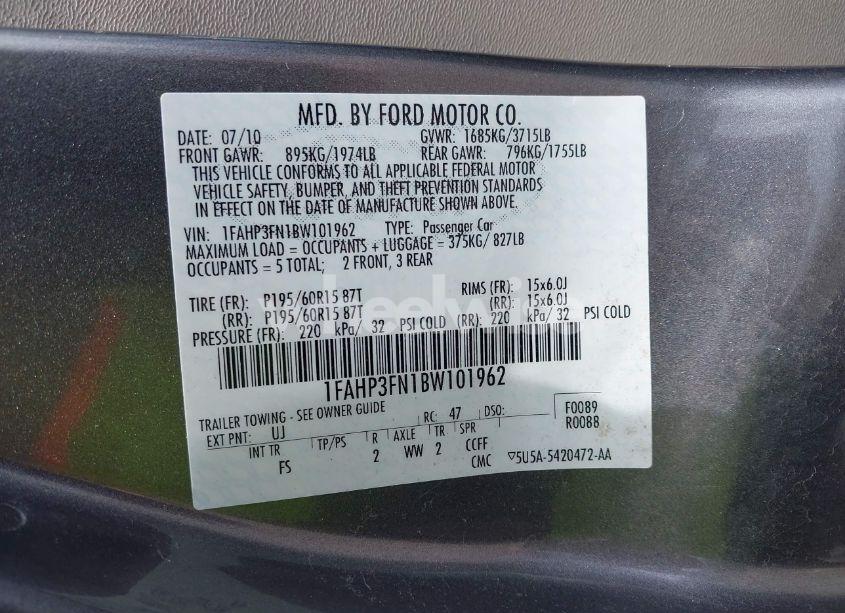 MFD. BY FORD MOTOR CO.
DATE: 07/10 GVWR: 1685KG/3715LB
FRONT GAWR: 895KG/1974LB REAR GAWR: 796KG/1755LB
THIS VEHICLE CONFORMS TO ALL APPLICABLE FEDERAL MOTOR
VEHICLE SAFETY, BUMPER, AND THEFT PREVENTION STANDARDS
IN EFFECT ON THE DATE OF MANUFACTURE SHOWN ABOVE.
VIN: 1FAHP3FN1BW101962 TYPE: Passenger Car
MAXIMUM LOAD = OCCUPANTS + LUGGAGE = 375KG/ 827LB
OCCUPANTS = 5 TOTAL; 2 FRONT, 3 REAR
TIRE (FR): P195/60R15 87T RIMS (FR): 15x6.0J
(RR): P195/60R15 87T (RR): 15x6.0J
PRESSURE (FR): 220 kPa/ 32 PSI COLD (RR): 220 kPa/ 32 PSI COLD
1FAHP3FN1BW101962
TRAILER TOWING - SEE OWNER GUIDE
EXT PNT: UJ RC: 47 DSO: F0089
R0088
INT TR TP/PS R AXLE TR SPR
FS 2 WW 2 CCFF
CMC 5U5A-5420472-AA